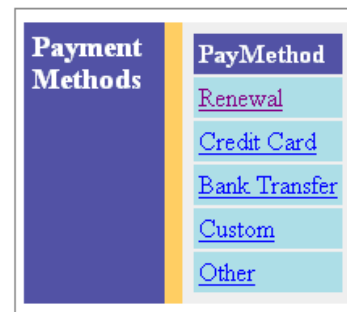 Payment
Methods
PayMethod
Renewal
Credit Card
Bank Transfer
Custom
Other